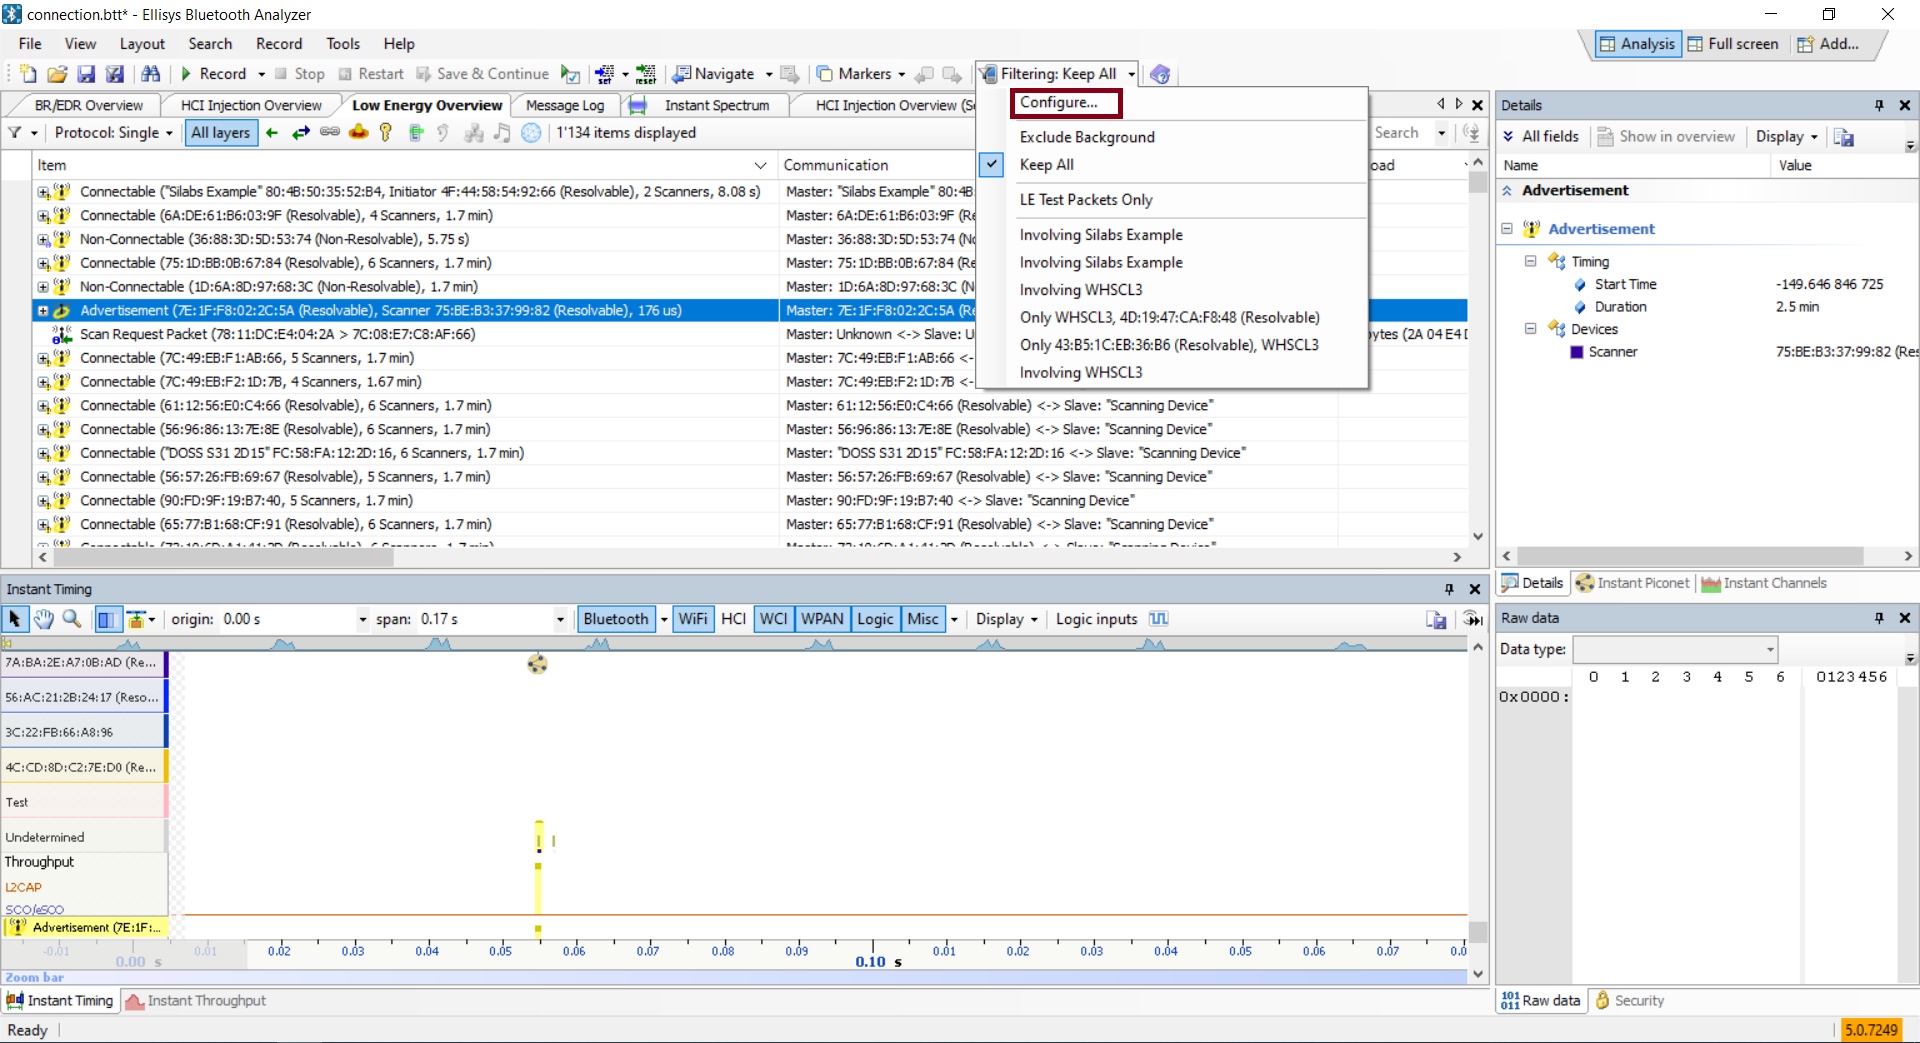 connection.btt* - Ellisys Bluetooth Analyzer
File View Layout Search Record Tools Help
Analysis Full screen Add...
Record Stop Restart Save & Continue Navigate Markers Filtering: Keep All
BR/EDR Overview HCI Injection Overview Low Energy Overview Message Log Instant Spectrum HCI Injection Overview (Se
Protocol: Single All layers 1'134 items displayed Search
Item Communication oad
Connectable ("Silabs Example" 80:4B:50:35:52:B4, Initiator 4F:44:58:54:92:66 (Resolvable), 2 Scanners, 8.08 s) Master: "Silabs Example" 80:4B
Connectable (6A:DE:61:B6:03:9F (Resolvable), 4 Scanners, 1.7 min) Master: 6A:DE:61:B6:03:9F (Re
Non-Connectable (36:88:3D:5D:53:74 (Non-Resolvable), 5.75 s) Master: 36:88:3D:5D:53:74 (No
Connectable (75:1D:BB:0B:67:84 (Resolvable), 6 Scanners, 1.7 min) Master: 75:1D:BB:0B:67:84 (Re
Non-Connectable (1D:6A:8D:97:68:3C (Non-Resolvable), 1.7 min) Master: 1D:6A:8D:97:68:3C (N
Advertisement (7E:1F:F8:02:2C:5A (Resolvable), Scanner 75:BE:B3:37:99:82 (Resolvable), 176 us) Master: 7E:1F:F8:02:2C:5A (Re
Scan Request Packet (78:11:DC:E4:04:2A > 7C:08:E7:C8:AF:66) Master: Unknown <-> Slave: U ytes (2A 04 E4 D
Connectable (7C:49:EB:F1:AB:66, 5 Scanners, 1.7 min) Master: 7C:49:EB:F1:AB:66 <-
Connectable (7C:49:EB:F2:1D:7B, 4 Scanners, 1.67 min) Master: 7C:49:EB:F2:1D:7B <-
Connectable (61:12:56:E0:C4:66 (Resolvable), 6 Scanners, 1.7 min) Master: 61:12:56:E0:C4:66 (Resolvable) <-> Slave: "Scanning Device"
Connectable (56:96:86:13:7E:8E (Resolvable), 6 Scanners, 1.7 min) Master: 56:96:86:13:7E:8E (Resolvable) <-> Slave: "Scanning Device"
Connectable ("DOSS S31 2D15" FC:58:FA:12:2D:16, 6 Scanners, 1.7 min) Master: "DOSS S31 2D15" FC:58:FA:12:2D:16 <-> Slave: "Scanning Device"
Connectable (56:57:26:FB:69:67 (Resolvable), 5 Scanners, 1.7 min) Master: 56:57:26:FB:69:67 (Resolvable) <-> Slave: "Scanning Device"
Connectable (90:FD:9F:19:B7:40, 5 Scanners, 1.7 min) Master: 90:FD:9F:19:B7:40 <-> Slave: "Scanning Device"
Connectable (65:77:B1:68:CF:91 (Resolvable), 6 Scanners, 1.7 min) Master: 65:77:B1:68:CF:91 (Resolvable) <-> Slave: "Scanning Device"
Configure...
Exclude Background
Keep All
LE Test Packets Only
Involving Silabs Example
Involving Silabs Example
Involving WHSCL3
Only WHSCL3, 4D:19:47:CA:F8:48 (Resolvable)
Only 43:B5:1C:EB:36:B6 (Resolvable), WHSCL3
Involving WHSCL3
Details
All fields Show in overview Display
Name Value
Advertisement
Advertisement
Timing
Start Time -149.646 846 725
Duration 2.5 min
Devices
Scanner 75:BE:B3:37:99:82 (Res
Details Instant Piconet Instant Channels
Instant Timing
origin: 0.00 s span: 0.17 s Bluetooth WiFi HCI WCI WPAN Logic Misc Display Logic inputs
7A:BA:2E:A7:0B:AD (Re...
56:AC:21:2B:24:17 (Reso...
3C:22:FB:66:A8:96
4C:CD:8D:C2:7E:D0 (Re...
Test
Undetermined
Throughput
L2CAP
SCO/eSCO
Advertisement (7E:1F:...
-0.01 0.01 0.02 0.03 0.04 0.05 0.06 0.07 0.08 0.09 0.01 0.02 0.03 0.04 0.05 0.06 0.07 0.0
0.00 s 0.10 s
Zoom bar
Instant Timing Instant Throughput
Raw data
Data type:
0 1 2 3 4 5 6 0123456
0x0000:
Raw data Security
Ready 5.0.7249